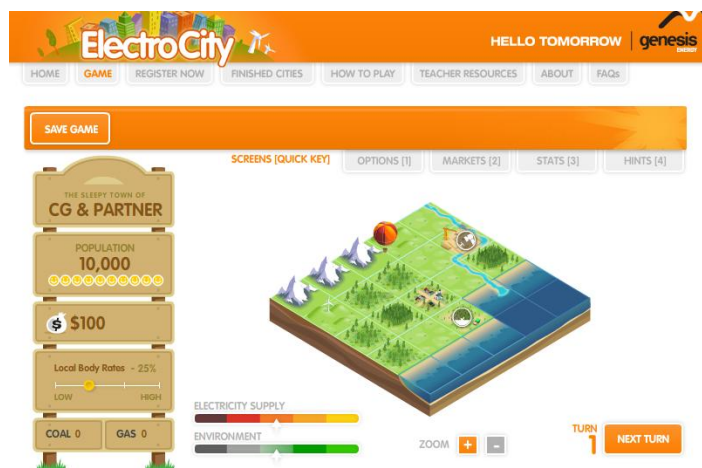 ElectroCity
HELLO TOMORROW
genesis
ENERGY
HOME
GAME
REGISTER NOW
FINISHED CITIES
HOW TO PLAY
TEACHER RESOURCES
ABOUT
FAQs
SAVE GAME
SCREENS [QUICK KEY]
OPTIONS [1]
MARKETS [2]
STATS [3]
HINTS [4]
THE SLEEPY TOWN OF
CG & PARTNER
POPULATION
10,000
$ $100
Local Body Rates - 25%
LOW
HIGH
COAL 0
GAS 0
ELECTRICITY SUPPLY
ENVIRONMENT
ZOOM + -
TURN
1
NEXT TURN